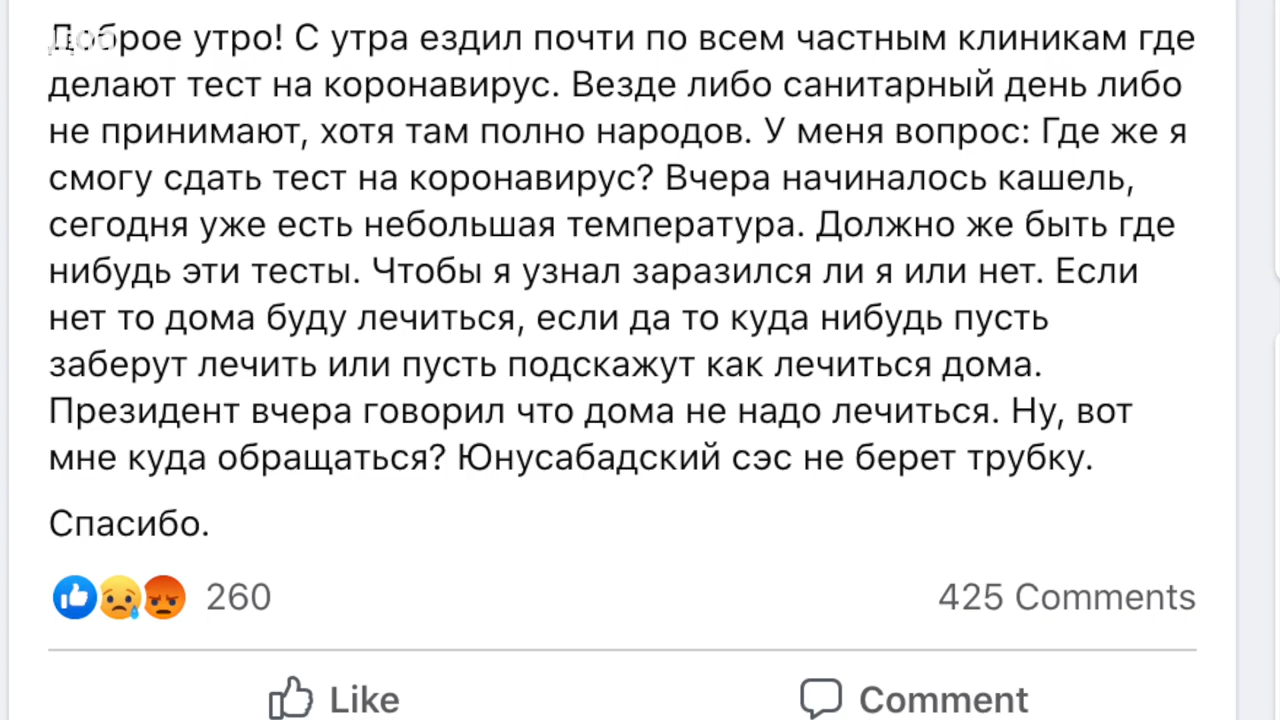 Доброе утро! С утра ездил почти по всем частным клиникам где
делают тест на коронавирус. Везде либо санитарный день либо
не принимают, хотя там полно народов. У меня вопрос: Где же я
смогу сдать тест на коронавирус? Вчера начиналось кашель,
сегодня уже есть небольшая температура. Должно же быть где
нибудь эти тесты. Чтобы я узнал заразился ли я или нет. Если
нет то дома буду лечиться, если да то куда нибудь пусть
заберут лечить или пусть подскажут как лечиться дома.
Президент вчера говорил что дома не надо лечиться. Ну, вот
мне куда обращаться? Юнусабадский сэс не берет трубку.
Спасибо.
260
425 Comments
Like
Comment